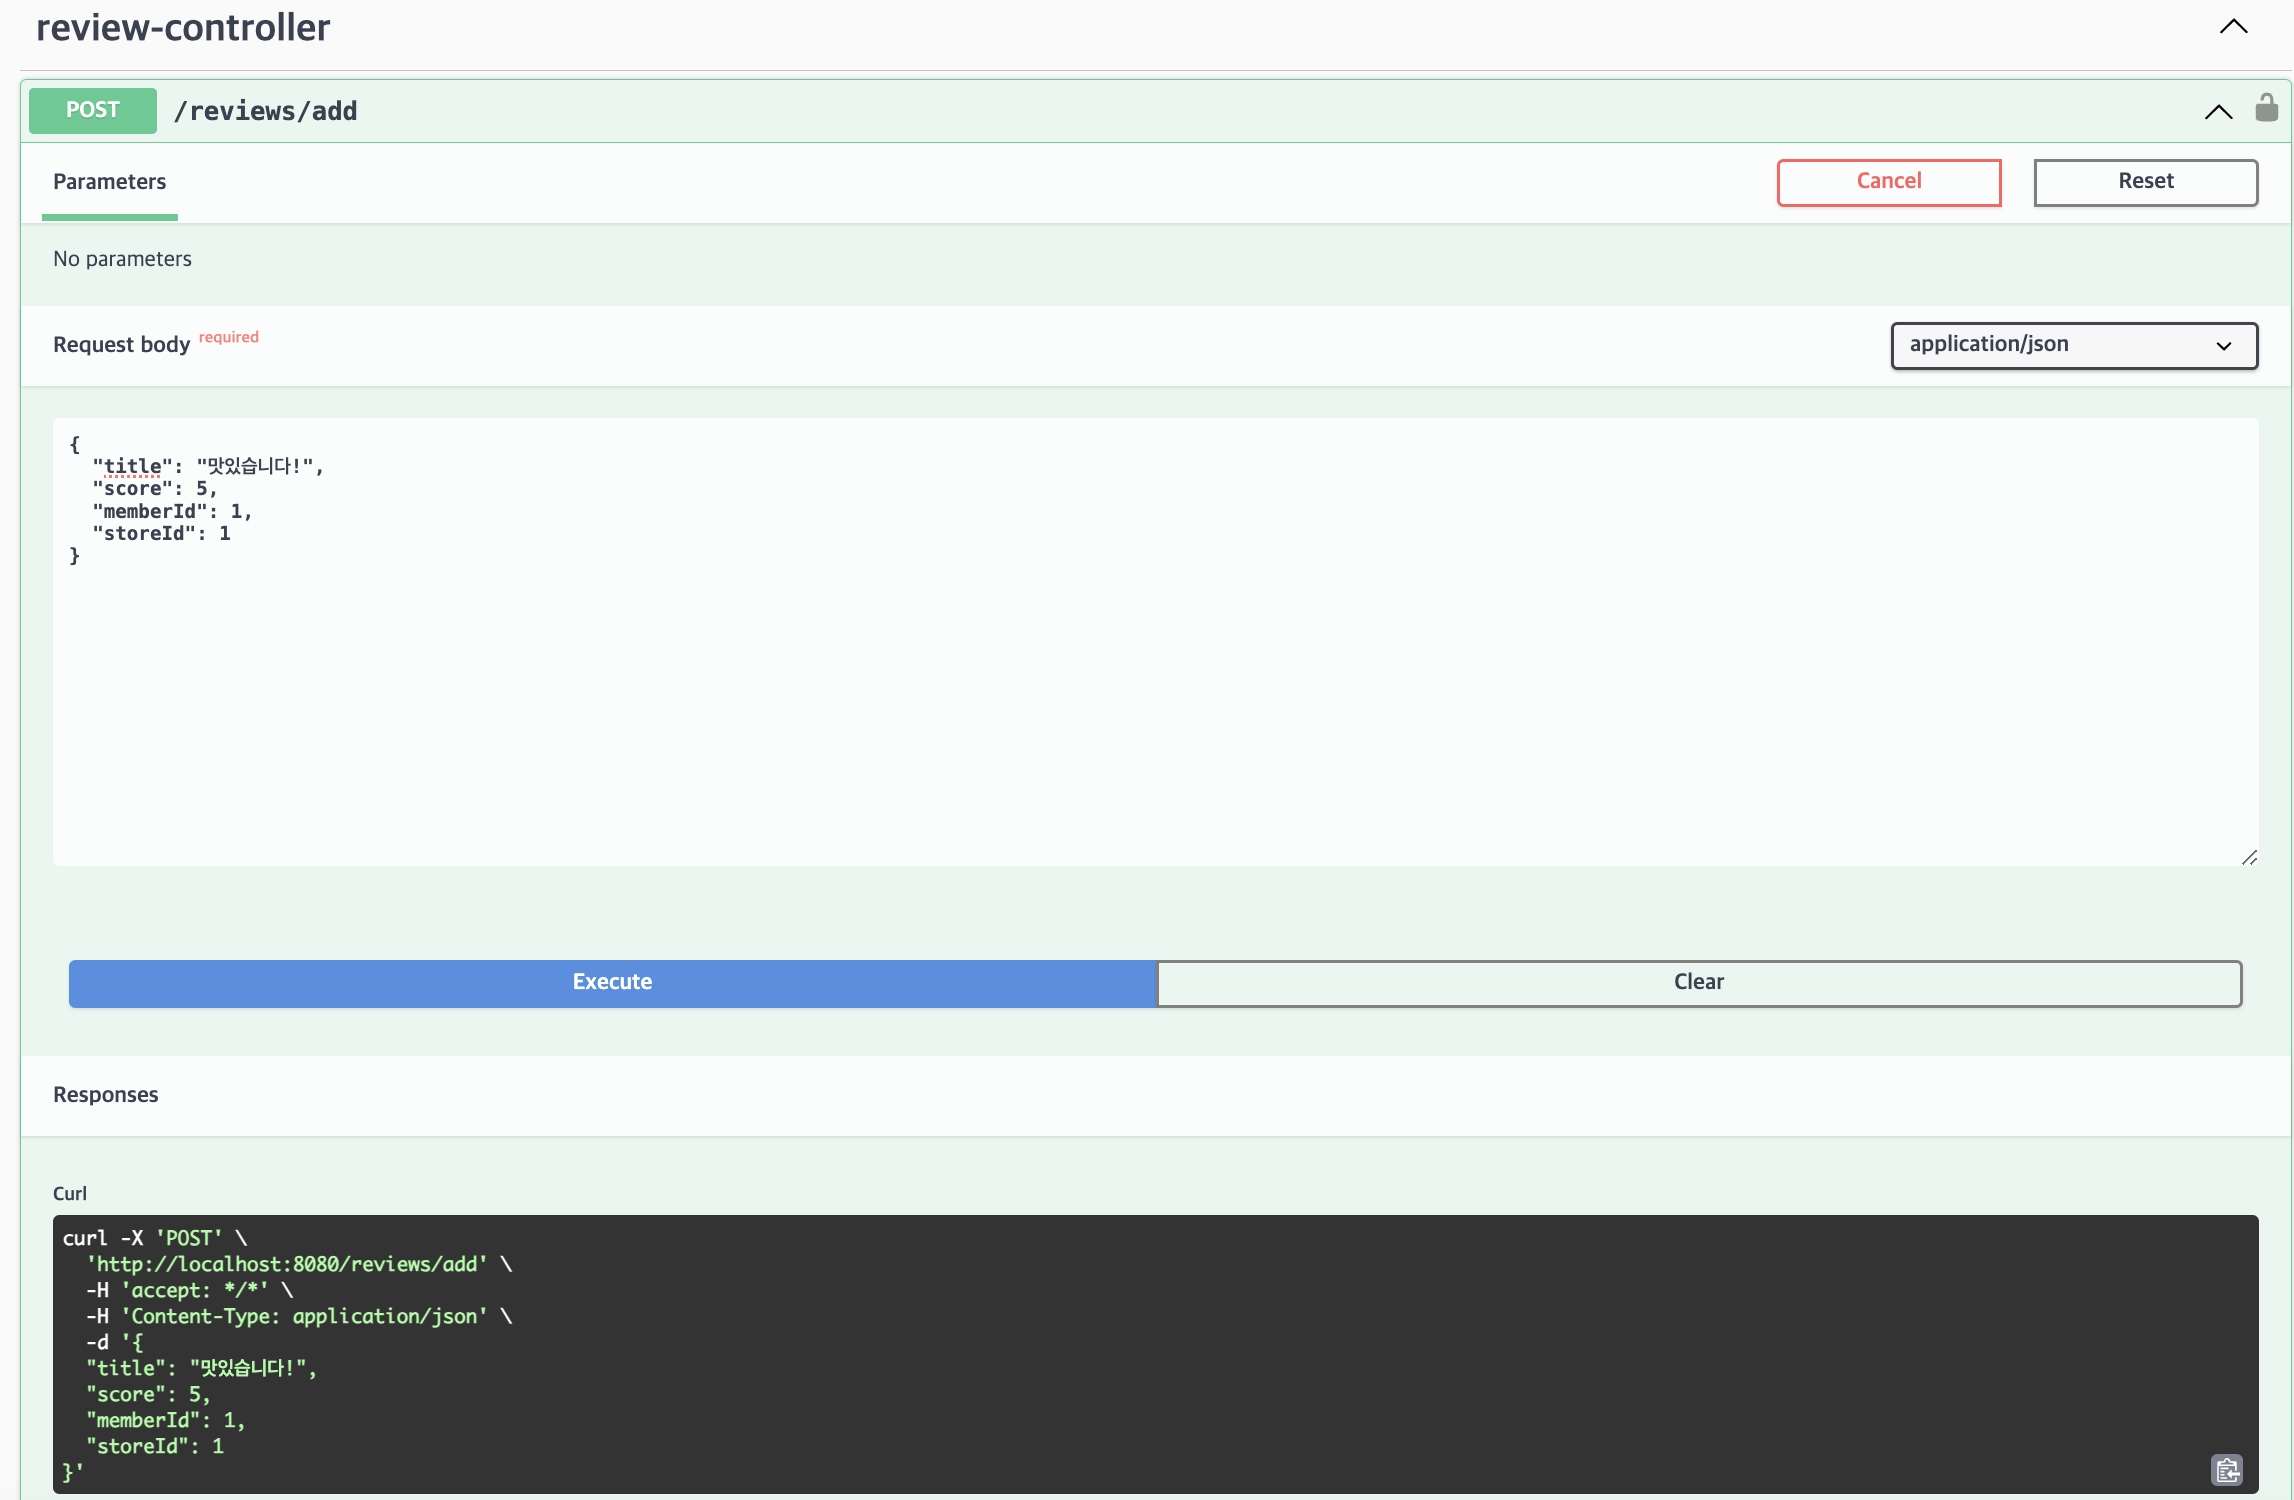 review-controller
POST /reviews/add
Parameters
Cancel
Reset
No parameters
Request body required
application/json
{
  "title": "맛있습니다!",
  "score": 5,
  "memberId": 1,
  "storeId": 1
}
Execute
Clear
Responses
Curl
curl -X 'POST' \
  'http://localhost:8080/reviews/add' \
  -H 'accept: */*' \
  -H 'Content-Type: application/json' \
  -d '{
  "title": "맛있습니다!",
  "score": 5,
  "memberId": 1,
  "storeId": 1
}'